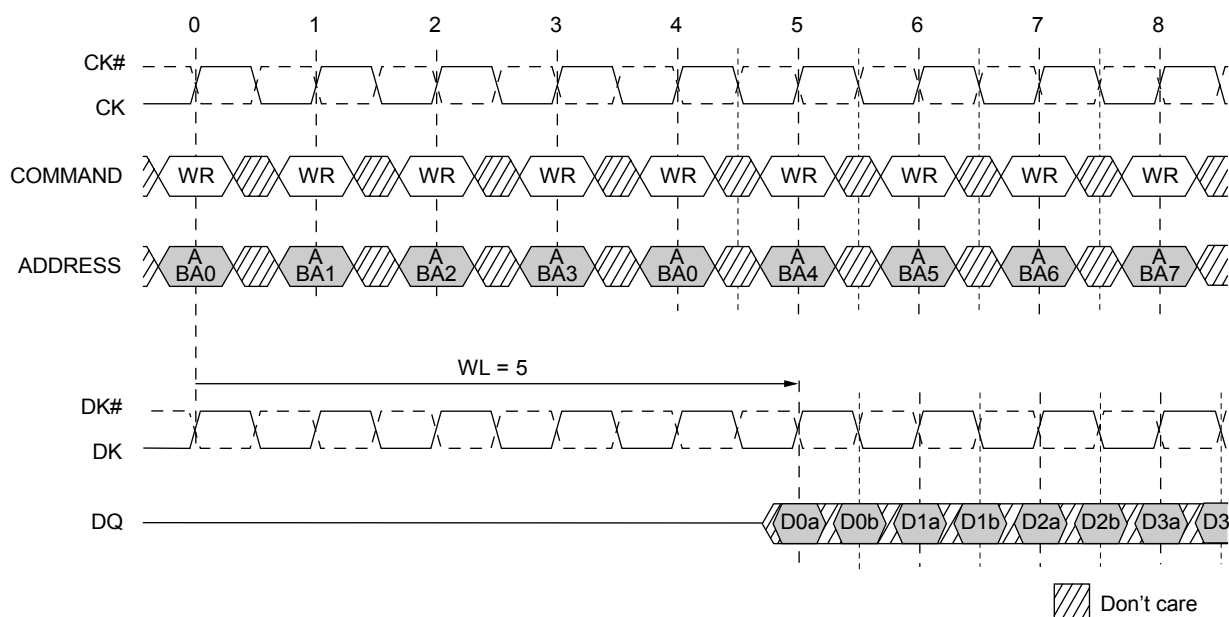 0 1 2 3 4 5 6 7 8
CK#
CK
COMMAND WR WR WR WR WR WR WR WR WR
ADDRESS A A A A A A A A A
BA0 BA1 BA2 BA3 BA0 BA4 BA5 BA6 BA7
WL = 5
DK#
DK
DQ D0a D0b D1a D1b D2a D2b D3a D3
Don't care